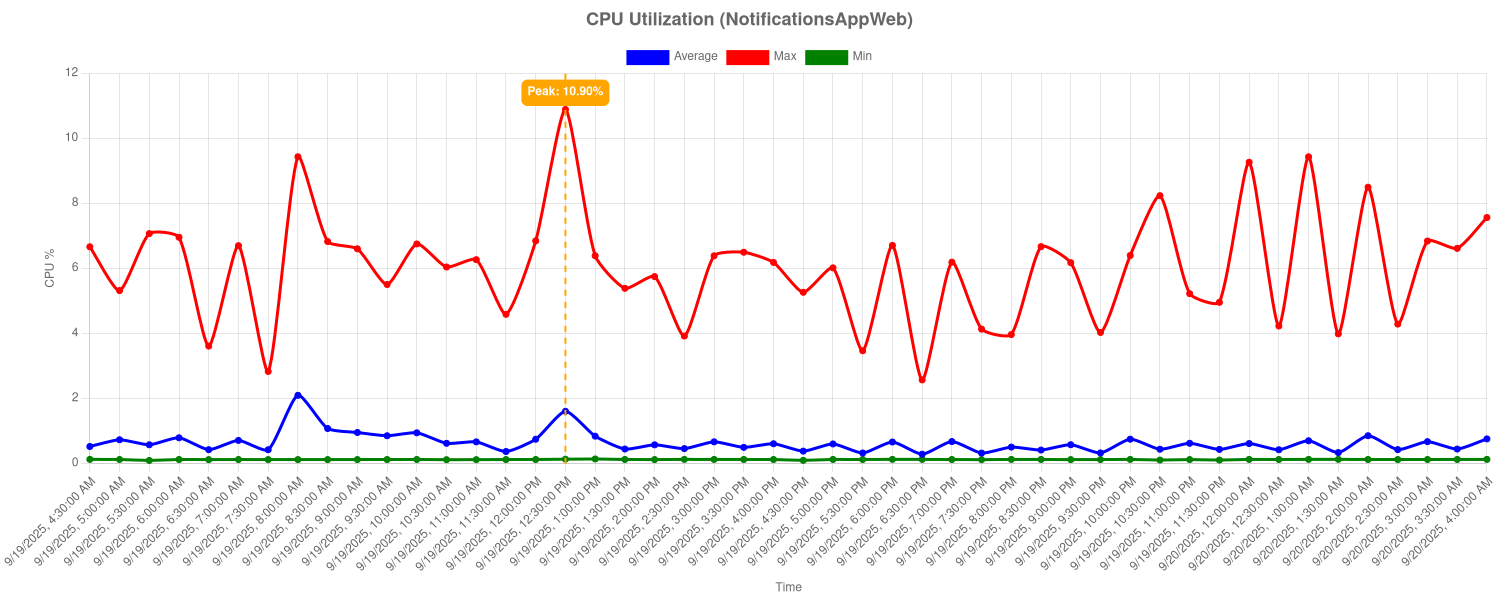 CPU Utilization (NotificationsAppWeb)
Average Max Min
Peak: 10.90%
12
10
8
6
4
2
0
CPU %
9/19/2025, 4:30:00 AM
9/19/2025, 5:00:00 AM
9/19/2025, 5:30:00 AM
9/19/2025, 6:00:00 AM
9/19/2025, 6:30:00 AM
9/19/2025, 7:00:00 AM
9/19/2025, 7:30:00 AM
9/19/2025, 8:00:00 AM
9/19/2025, 8:30:00 AM
9/19/2025, 9:00:00 AM
9/19/2025, 9:30:00 AM
9/19/2025, 10:00:00 AM
9/19/2025, 10:30:00 AM
9/19/2025, 11:00:00 AM
9/19/2025, 11:30:00 AM
9/19/2025, 12:00:00 PM
9/19/2025, 12:30:00 PM
9/19/2025, 1:00:00 PM
9/19/2025, 1:30:00 PM
9/19/2025, 2:00:00 PM
9/19/2025, 2:30:00 PM
9/19/2025, 3:00:00 PM
9/19/2025, 3:30:00 PM
9/19/2025, 4:00:00 PM
9/19/2025, 4:30:00 PM
9/19/2025, 5:00:00 PM
9/19/2025, 5:30:00 PM
9/19/2025, 6:00:00 PM
9/19/2025, 6:30:00 PM
9/19/2025, 7:00:00 PM
9/19/2025, 7:30:00 PM
9/19/2025, 8:00:00 PM
9/19/2025, 8:30:00 PM
9/19/2025, 9:00:00 PM
9/19/2025, 9:30:00 PM
9/19/2025, 10:00:00 PM
9/19/2025, 10:30:00 PM
9/19/2025, 11:00:00 PM
9/19/2025, 11:30:00 PM
9/20/2025, 12:00:00 AM
9/20/2025, 12:30:00 AM
9/20/2025, 1:00:00 AM
9/20/2025, 1:30:00 AM
9/20/2025, 2:00:00 AM
9/20/2025, 2:30:00 AM
9/20/2025, 3:00:00 AM
9/20/2025, 3:30:00 AM
9/20/2025, 4:00:00 AM
Time